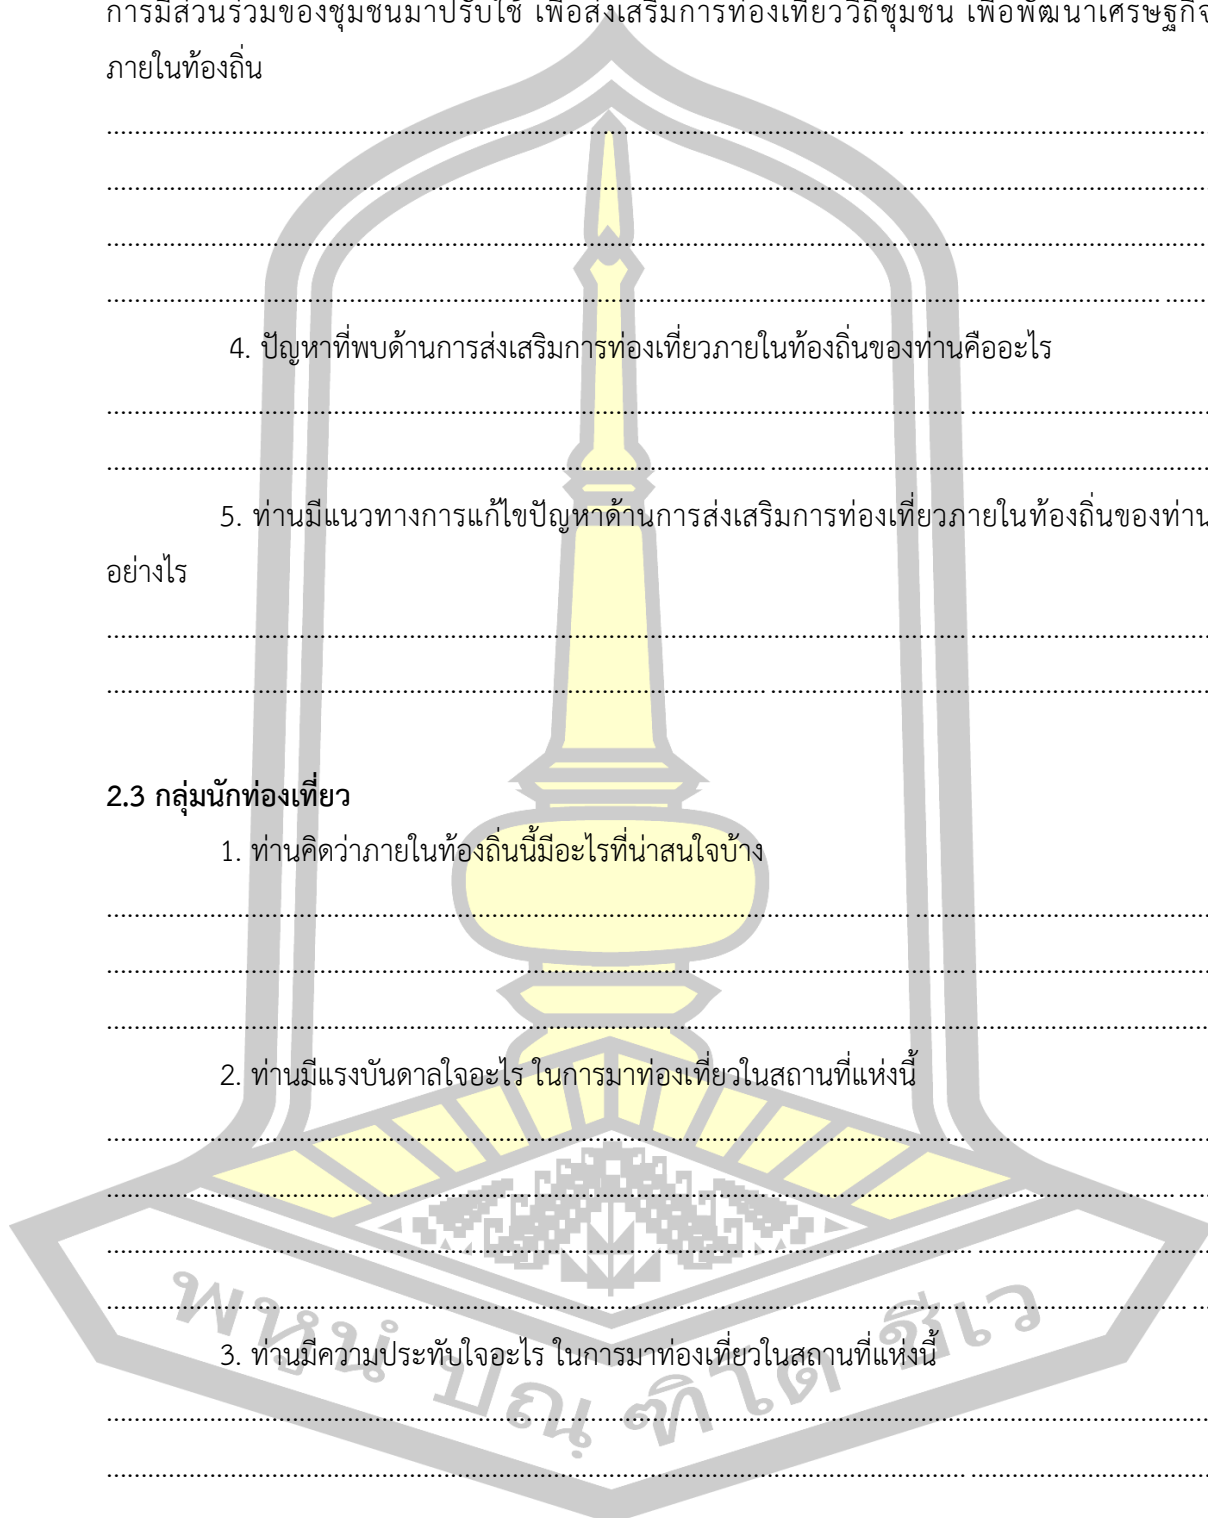 การมีส่วนร่วมของชุมชนมาปรับใช้ เพื่อส่งเสริมการท่องเที่ยววิถีชุมชน เพื่อพัฒนาเศรษฐกิจ
ภายในท้องถิ่น
4. ปัญหาที่พบด้านการส่งเสริมการท่องเที่ยวภายในท้องถิ่นของท่านคืออะไร
5. ท่านมีแนวทางการแก้ไขปัญหาด้านการส่งเสริมการท่องเที่ยวภายในท้องถิ่นของท่าน
อย่างไร
2.3 กลุ่มนักท่องเที่ยว
1. ท่านคิดว่าภายในท้องถิ่นนี้มีอะไรที่น่าสนใจบ้าง
2. ท่านมีแรงบันดาลใจอะไร ในการมาท่องเที่ยวในสถานที่แห่งนี้
3. ท่านมีความประทับใจอะไร ในการมาท่องเที่ยวในสถานที่แห่งนี้
พหูนํ ปณฺฑิโต ชีเว